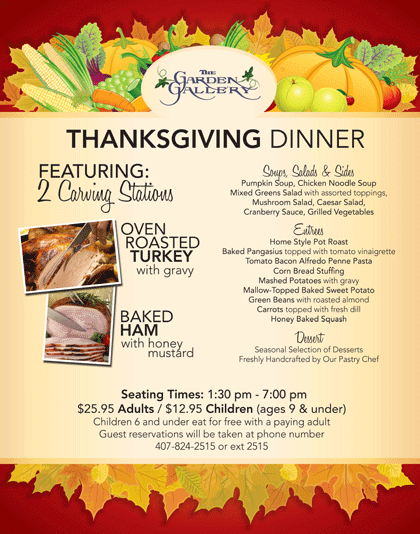 THE
GARDEN
GALLERY
THANKSGIVING DINNER
FEATURING:
2 Carving Stations
OVEN
ROASTED
TURKEY
with gravy
BAKED
HAM
with honey
mustard
Soups, Salads & Sides
Pumpkin Soup, Chicken Noodle Soup
Mixed Greens Salad with assorted toppings,
Mushroom Salad, Caesar Salad,
Cranberry Sauce, Grilled Vegetables
Entrees
Home Style Pot Roast
Baked Pangasius topped with tomato vinaigrette
Tomato Bacon Alfredo Penne Pasta
Corn Bread Stuffing
Mashed Potatoes with gravy
Mallow-Topped Baked Sweet Potato
Green Beans with roasted almond
Carrots topped with fresh dill
Honey Baked Squash
Dessert
Seasonal Selection of Desserts
Freshly Handcrafted by Our Pastry Chef
Seating Times: 1:30 pm - 7:00 pm
$25.95 Adults / $12.95 Children (ages 9 & under)
Children 6 and under eat for free with a paying adult
Guest reservations will be taken at phone number
407-824-2515 or ext 2515